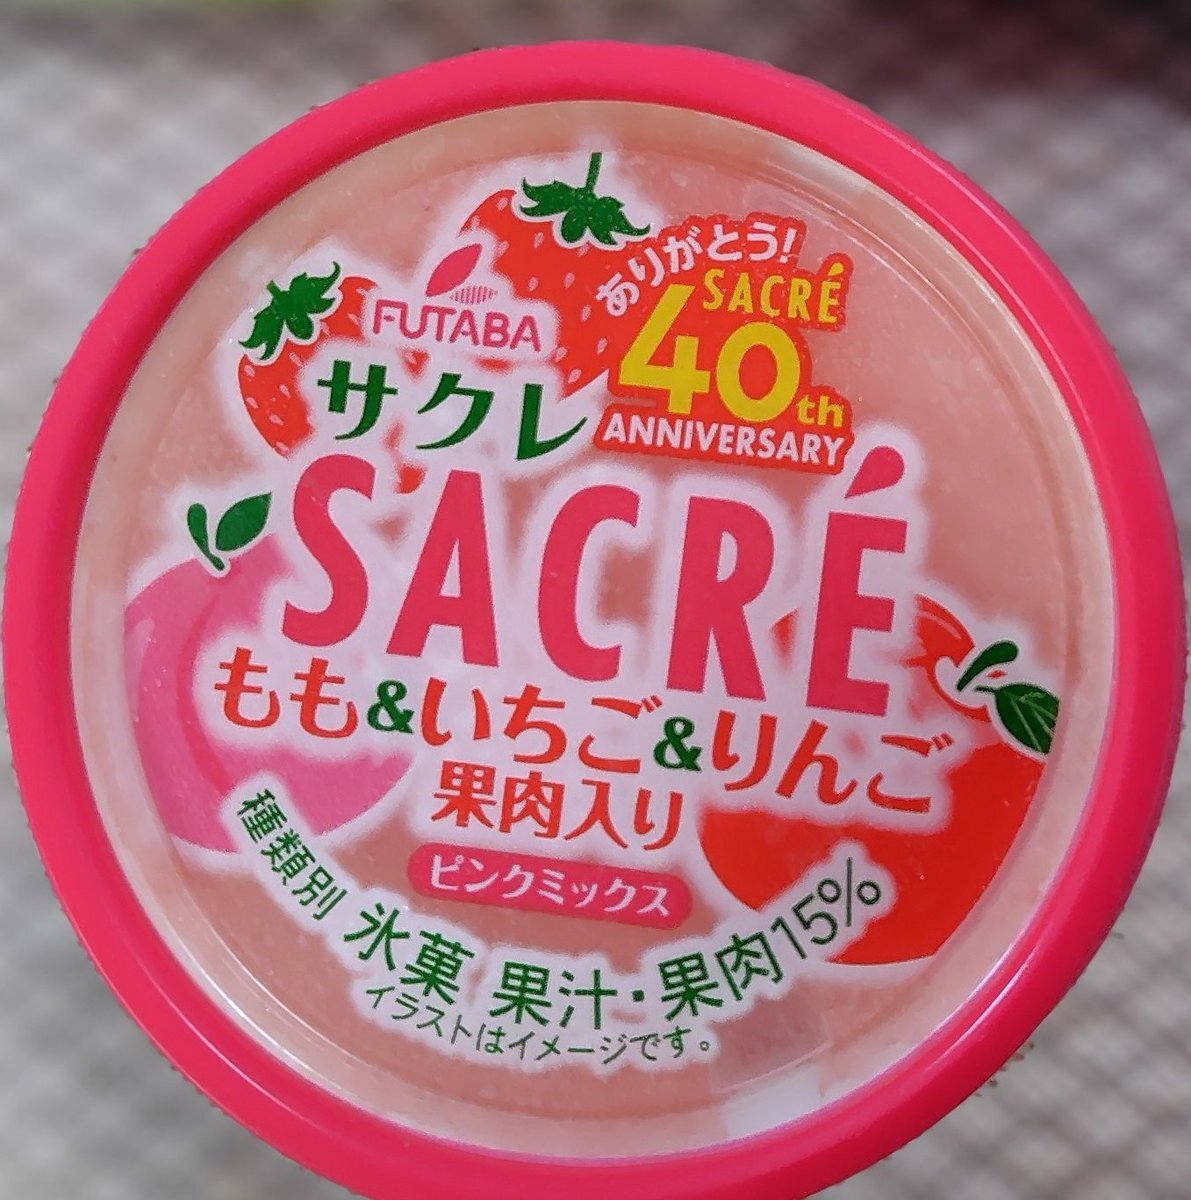 ありがとう!
SACRÉ
40th
ANNIVERSARY
FUTABA
サクレ
SACRÉ
もも&いちご&りんご
果肉入り
ピンクミックス
種類別 氷菓 果汁・果肉15%
イラストはイメージです。